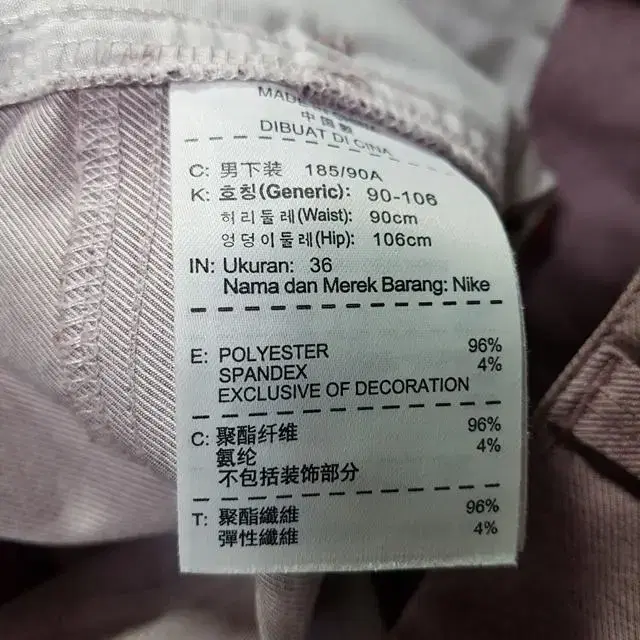 MADE
中国製
DIBUAT DI CINA
C: 男下装 185/90A
K: 호칭(Generic): 90-106
허리둘레(Waist): 90cm
엉덩이둘레(Hip): 106cm
IN: Ukuran: 36
Nama dan Merek Barang: Nike
E: POLYESTER 96%
SPANDEX 4%
EXCLUSIVE OF DECORATION
C: 聚酯纤维 96%
氨纶 4%
不包括装饰部分
T: 聚酯纖維 96%
彈性纖維 4%